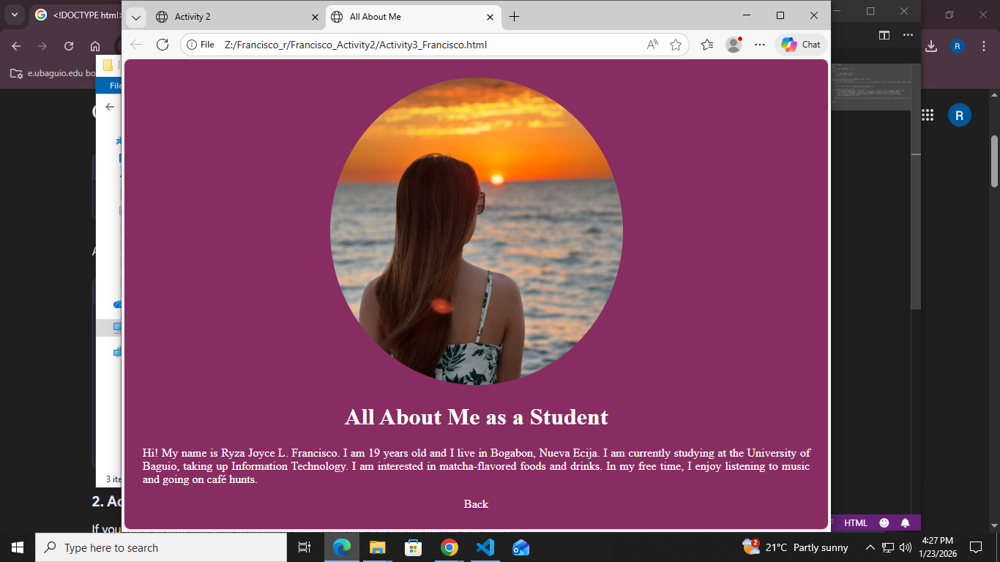 <!DOCTYPE html>
Activity 2
All About Me
File
Z:/Francisco_r/Francisco_Activity2/Activity3_Francisco.html
Chat
R
e.ubaguio.edu bo
File
R
All About Me as a Student
Hi! My name is Ryza Joyce L. Francisco. I am 19 years old and I live in Bogabon, Nueva Ecija. I am currently studying at the University of
Baguio, taking up Information Technology. I am interested in matcha-flavored foods and drinks. In my free time, I enjoy listening to music
and going on café hunts.
Back
3 ite
2. Ac
HTML
Type here to search
2
21°C Partly sunny
4:27 PM
1/23/2026